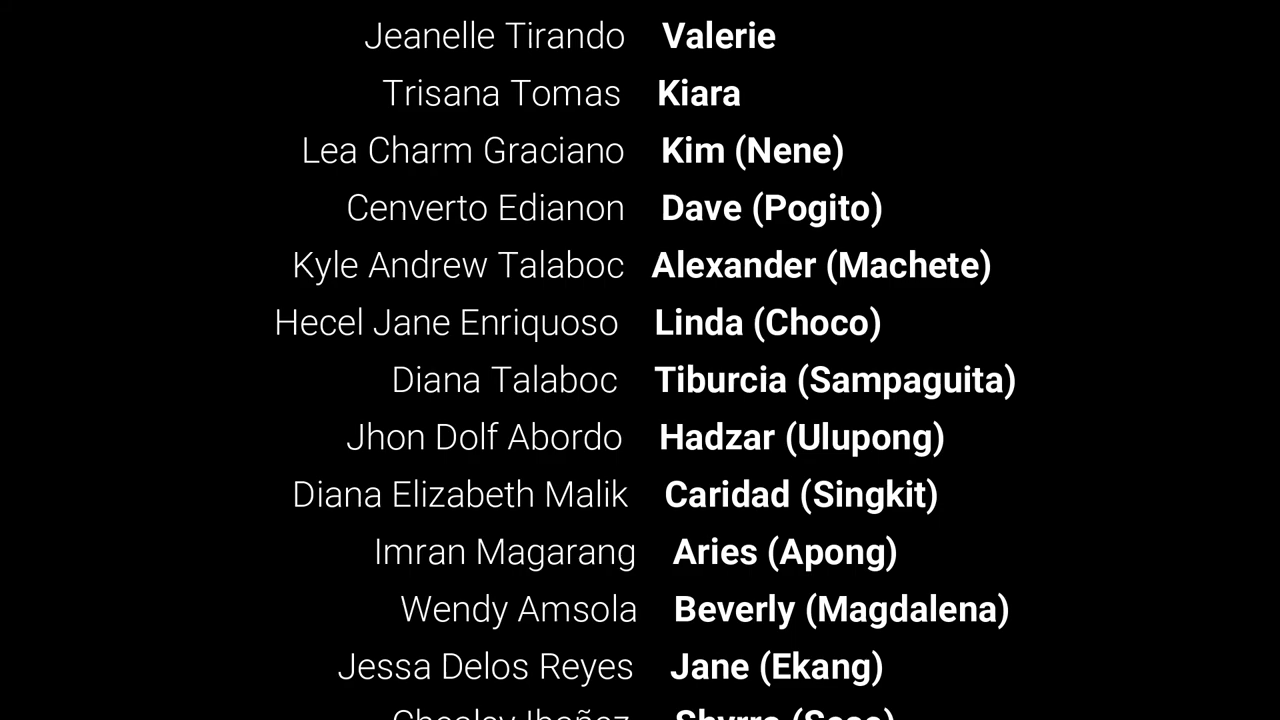 Jeanelle Tirando Valerie
Trisana Tomas Kiara
Lea Charm Graciano Kim (Nene)
Cenverto Edianon Dave (Pogito)
Kyle Andrew Talaboc Alexander (Machete)
Hecel Jane Enriquoso Linda (Choco)
Diana Talaboc Tiburcia (Sampaguita)
Jhon Dolf Abordo Hadzar (Ulupong)
Diana Elizabeth Malik Caridad (Singkit)
Imran Magarang Aries (Apong)
Wendy Amsola Beverly (Magdalena)
Jessa Delos Reyes Jane (Ekang)